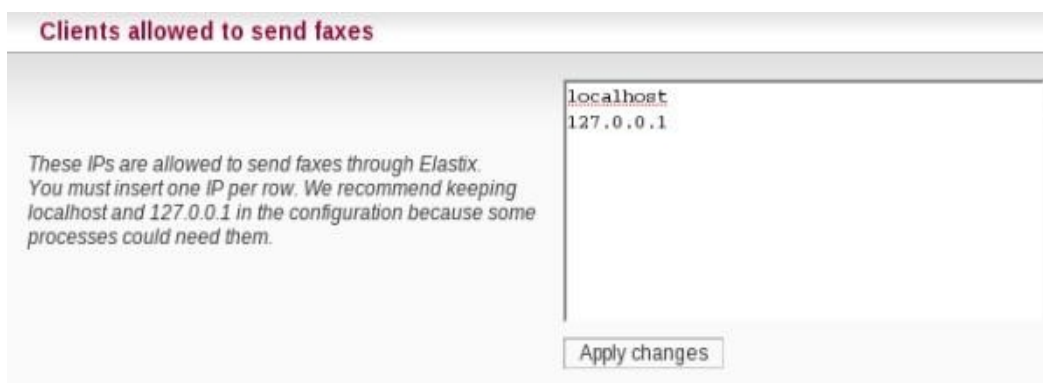 Clients allowed to send faxes
These IPs are allowed to send faxes through Elastix.
You must insert one IP per row. We recommend keeping
localhost and 127.0.0.1 in the configuration because some
processes could need them.
localhost
127.0.0.1
Apply changes